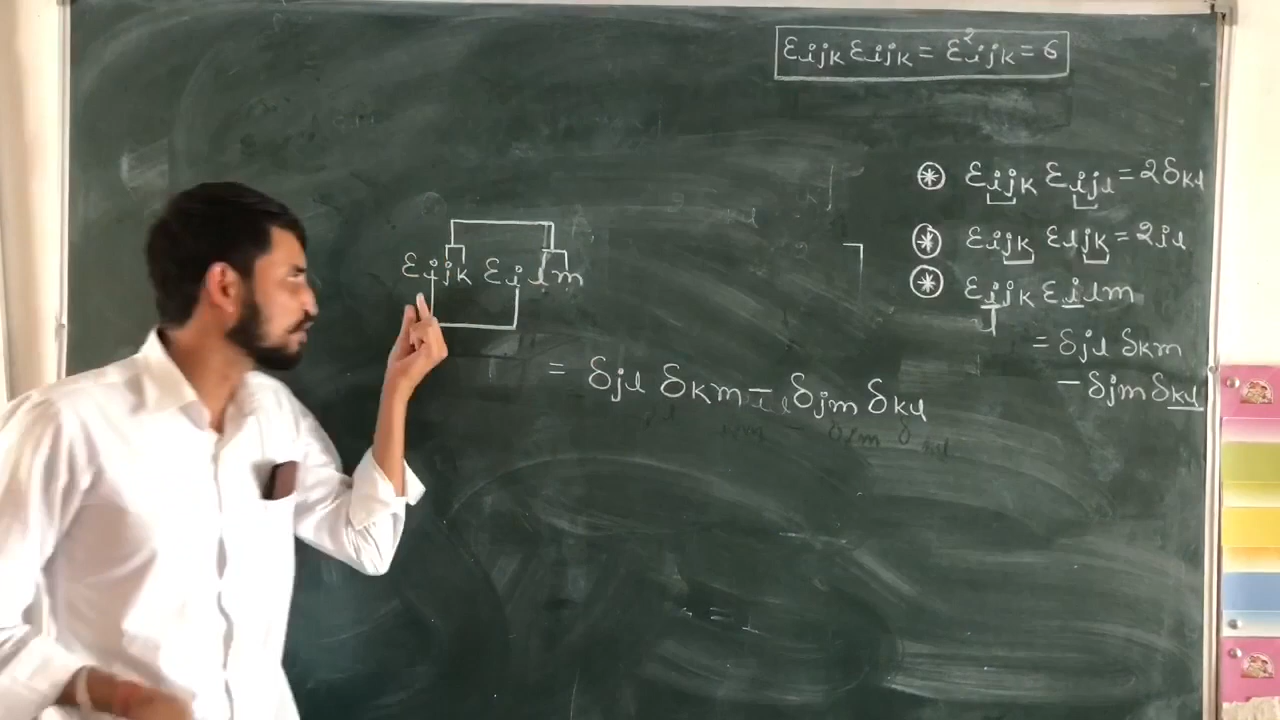 εijk εijk = ε²ijk = 6
⊛ εijk εijl = 2δkl
⊛ εijk εljk = 2il
⊛ εijk εilm
= δjl δkm
- δjm δkl
εijk εilm
= δjl δkm - δjm δkl